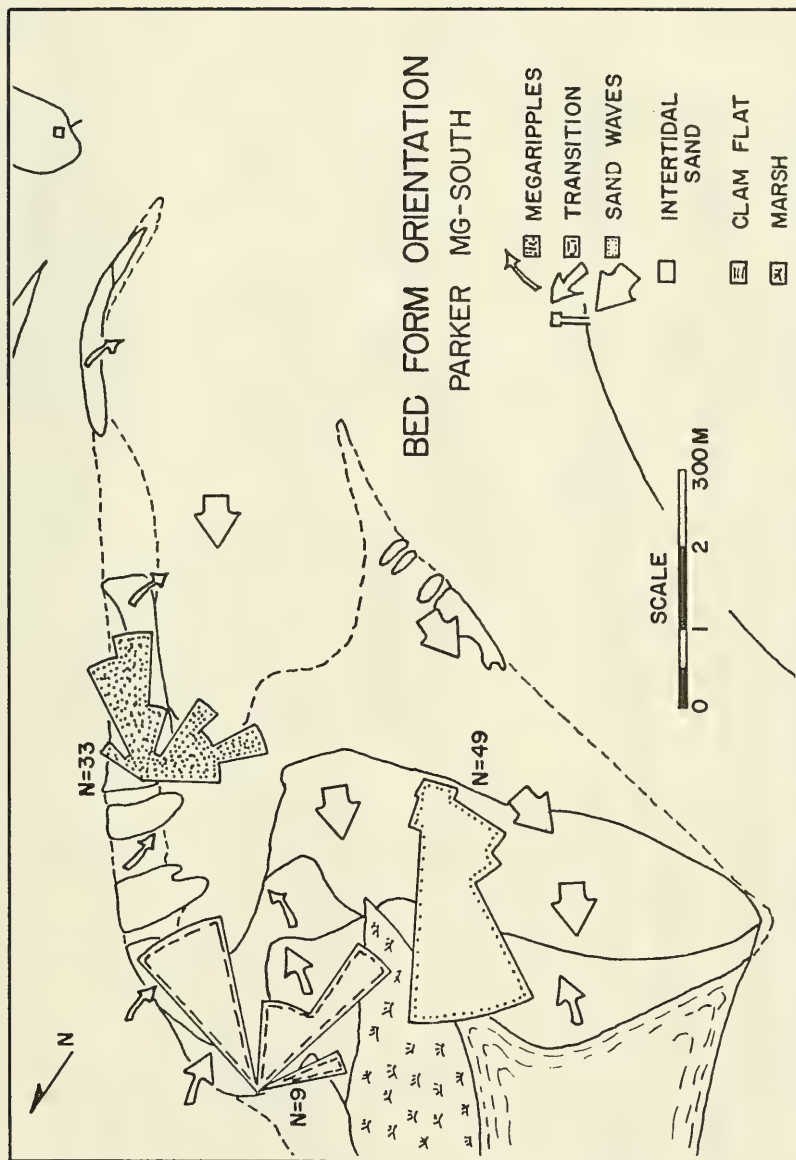 BED FORM ORIENTATION
PARKER MG-SOUTH
MEGARIPPLES
TRANSITION
SAND WAVES
INTERTIDAL
SAND
CLAM FLAT
MARSH
SCALE
0 1 2 300 M
N
N=33
N=49
N=9